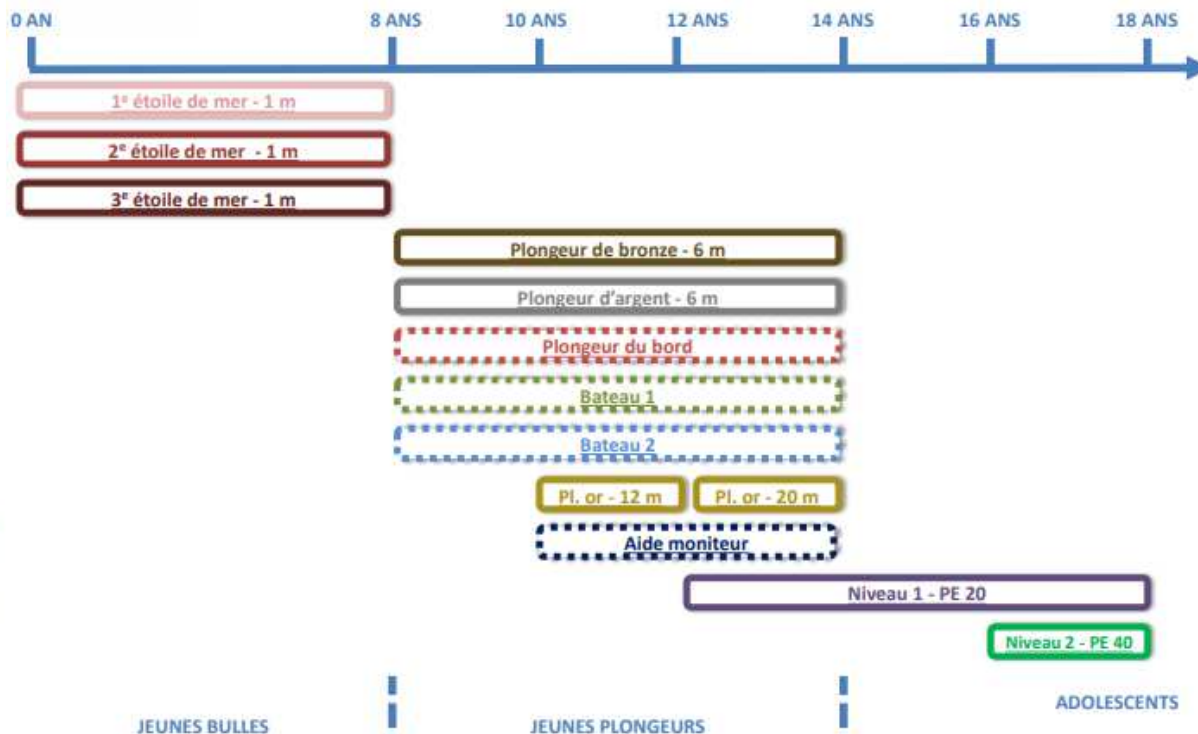 0 AN 8 ANS 10 ANS 12 ANS 14 ANS 16 ANS 18 ANS
1ᵉ étoile de mer - 1 m
2ᵉ étoile de mer - 1 m
3ᵉ étoile de mer - 1 m
Plongeur de bronze - 6 m
Plongeur d'argent - 6 m
Plongeur du bord
Bateau 1
Bateau 2
Pl. or - 12 m Pl. or - 20 m
Aide moniteur
Niveau 1 - PE 20
Niveau 2 - PE 40
JEUNES BULLES JEUNES PLONGEURS ADOLESCENTS